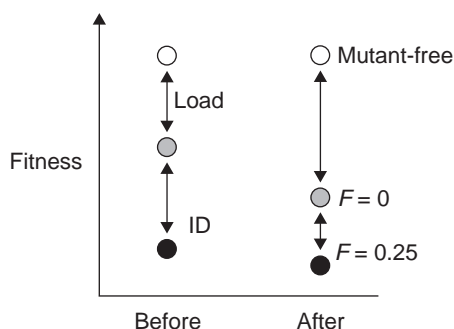 Mutant-free
Load
Fitness
F = 0
ID
F = 0.25
Before
After